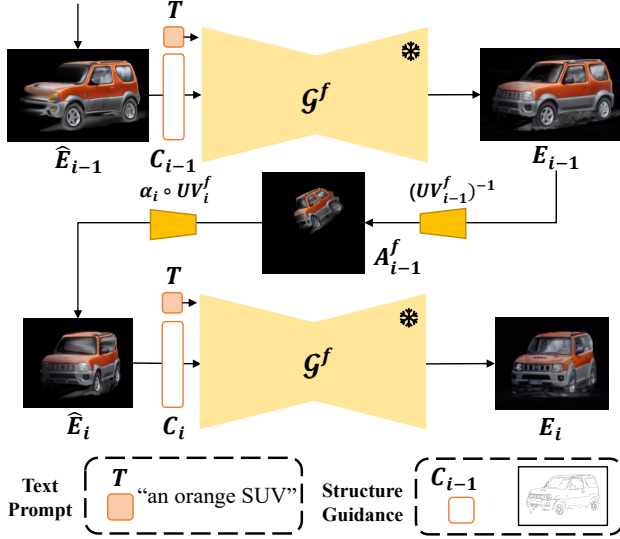 T
𝓖^f
Ê_{i−1}
C_{i−1}
E_{i−1}
α_i ∘ UV_i^f
(UV_{i−1}^f)^{−1}
A_{i−1}^f
T
𝓖^f
Ê_i
C_i
E_i
Text Prompt
T
“an orange SUV”
Structure Guidance
C_{i−1}